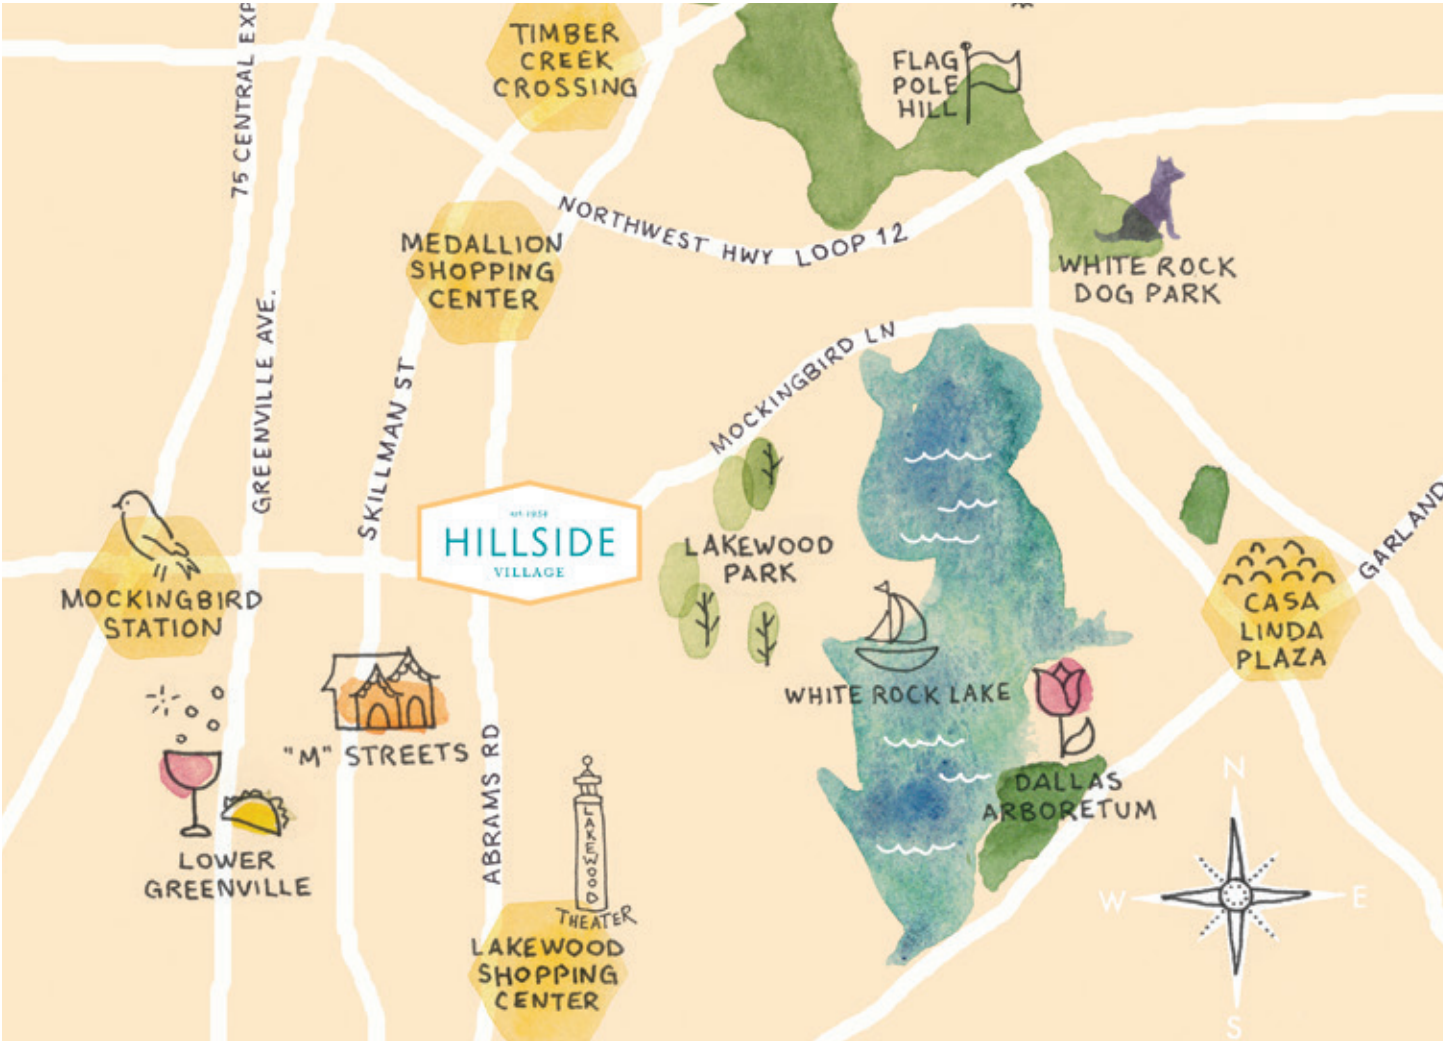 75 CENTRAL EXP
TIMBER
CREEK
CROSSING
FLAG
POLE
HILL
NORTHWEST HWY LOOP 12
WHITE ROCK
DOG PARK
MEDALLION
SHOPPING
CENTER
GREENVILLE AVE.
SKILLMAN ST
MOCKINGBIRD LN
GARLAND
est. 1954
HILLSIDE
VILLAGE
LAKEWOOD
PARK
MOCKINGBIRD
STATION
CASA
LINDA
PLAZA
WHITE ROCK LAKE
"M" STREETS
ABRAMS RD
DALLAS
ARBORETUM
LOWER
GREENVILLE
LAKEWOOD
THEATER
LAKEWOOD
SHOPPING
CENTER
N
W
E
S